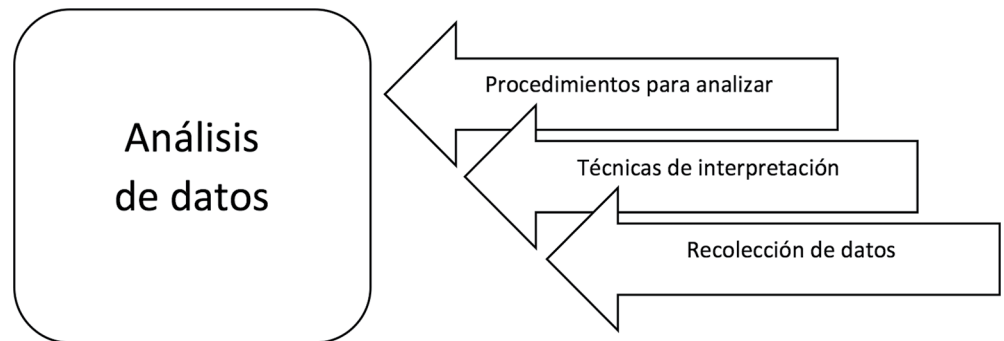 Análisis
de datos
Procedimientos para analizar
Técnicas de interpretación
Recolección de datos